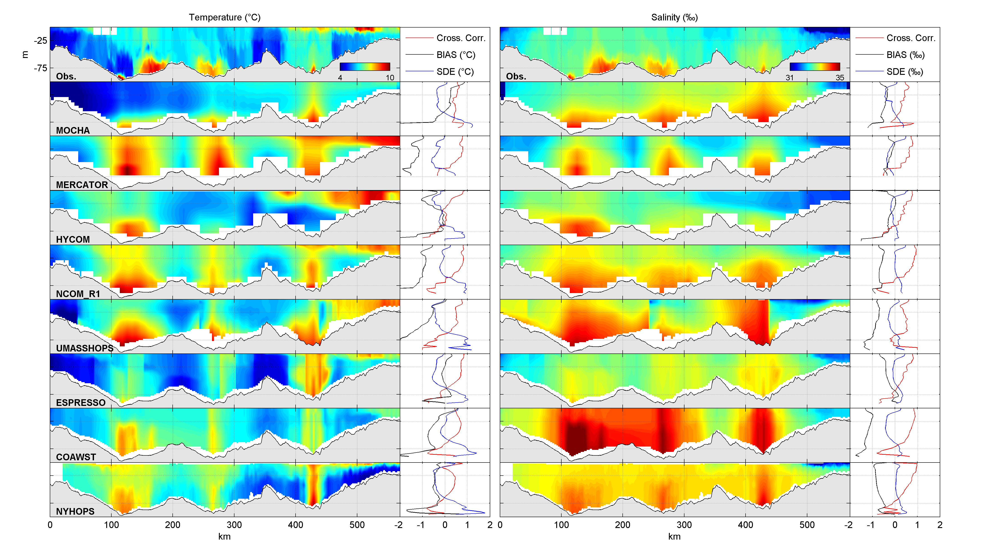 Temperature (°C)
Salinity (‰)
-25
-75
m
Obs.
4
10
Cross. Corr.
BIAS (°C)
SDE (°C)
Obs.
31
35
Cross. Corr.
BIAS (‰)
SDE (‰)
MOCHA
MERCATOR
HYCOM
NCOM_R1
UMASSHOPS
ESPRESSO
COAWST
NYHOPS
0 100 200 300 400 500 -2 -1 0 1 2 0 100 200 300 400 500 -2 -1 0 1 2
km
km